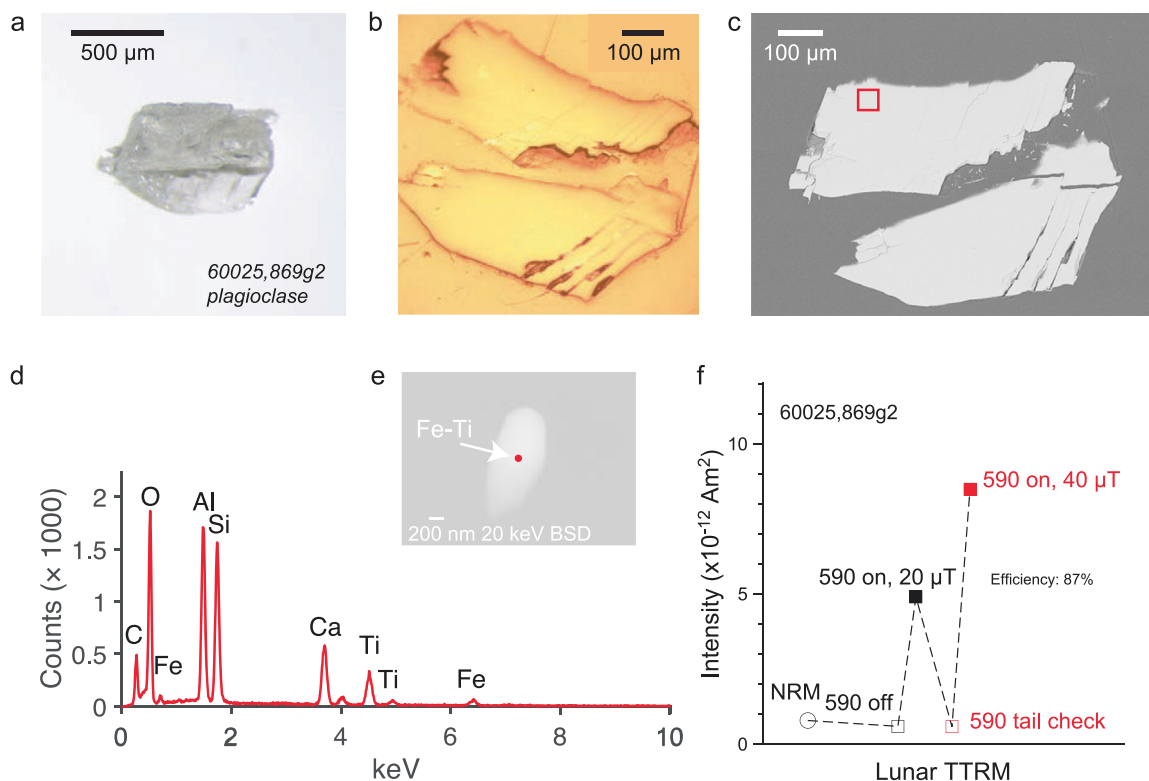 a
500 µm
60025,869g2
plagioclase
b
100 µm
c
100 µm
d
Counts (× 1000)
2
1.5
1
0.5
0
C
O
Fe
Al
Si
Ca
Ti
Ti
Fe
0
2
4
6
8
10
keV
e
Fe-Ti
200 nm 20 keV BSD
f
60025,869g2
Intensity (x10⁻¹² Am²)
10
5
0
590 on, 40 µT
590 on, 20 µT
Efficiency: 87%
NRM
590 off
590 tail check
Lunar TTRM